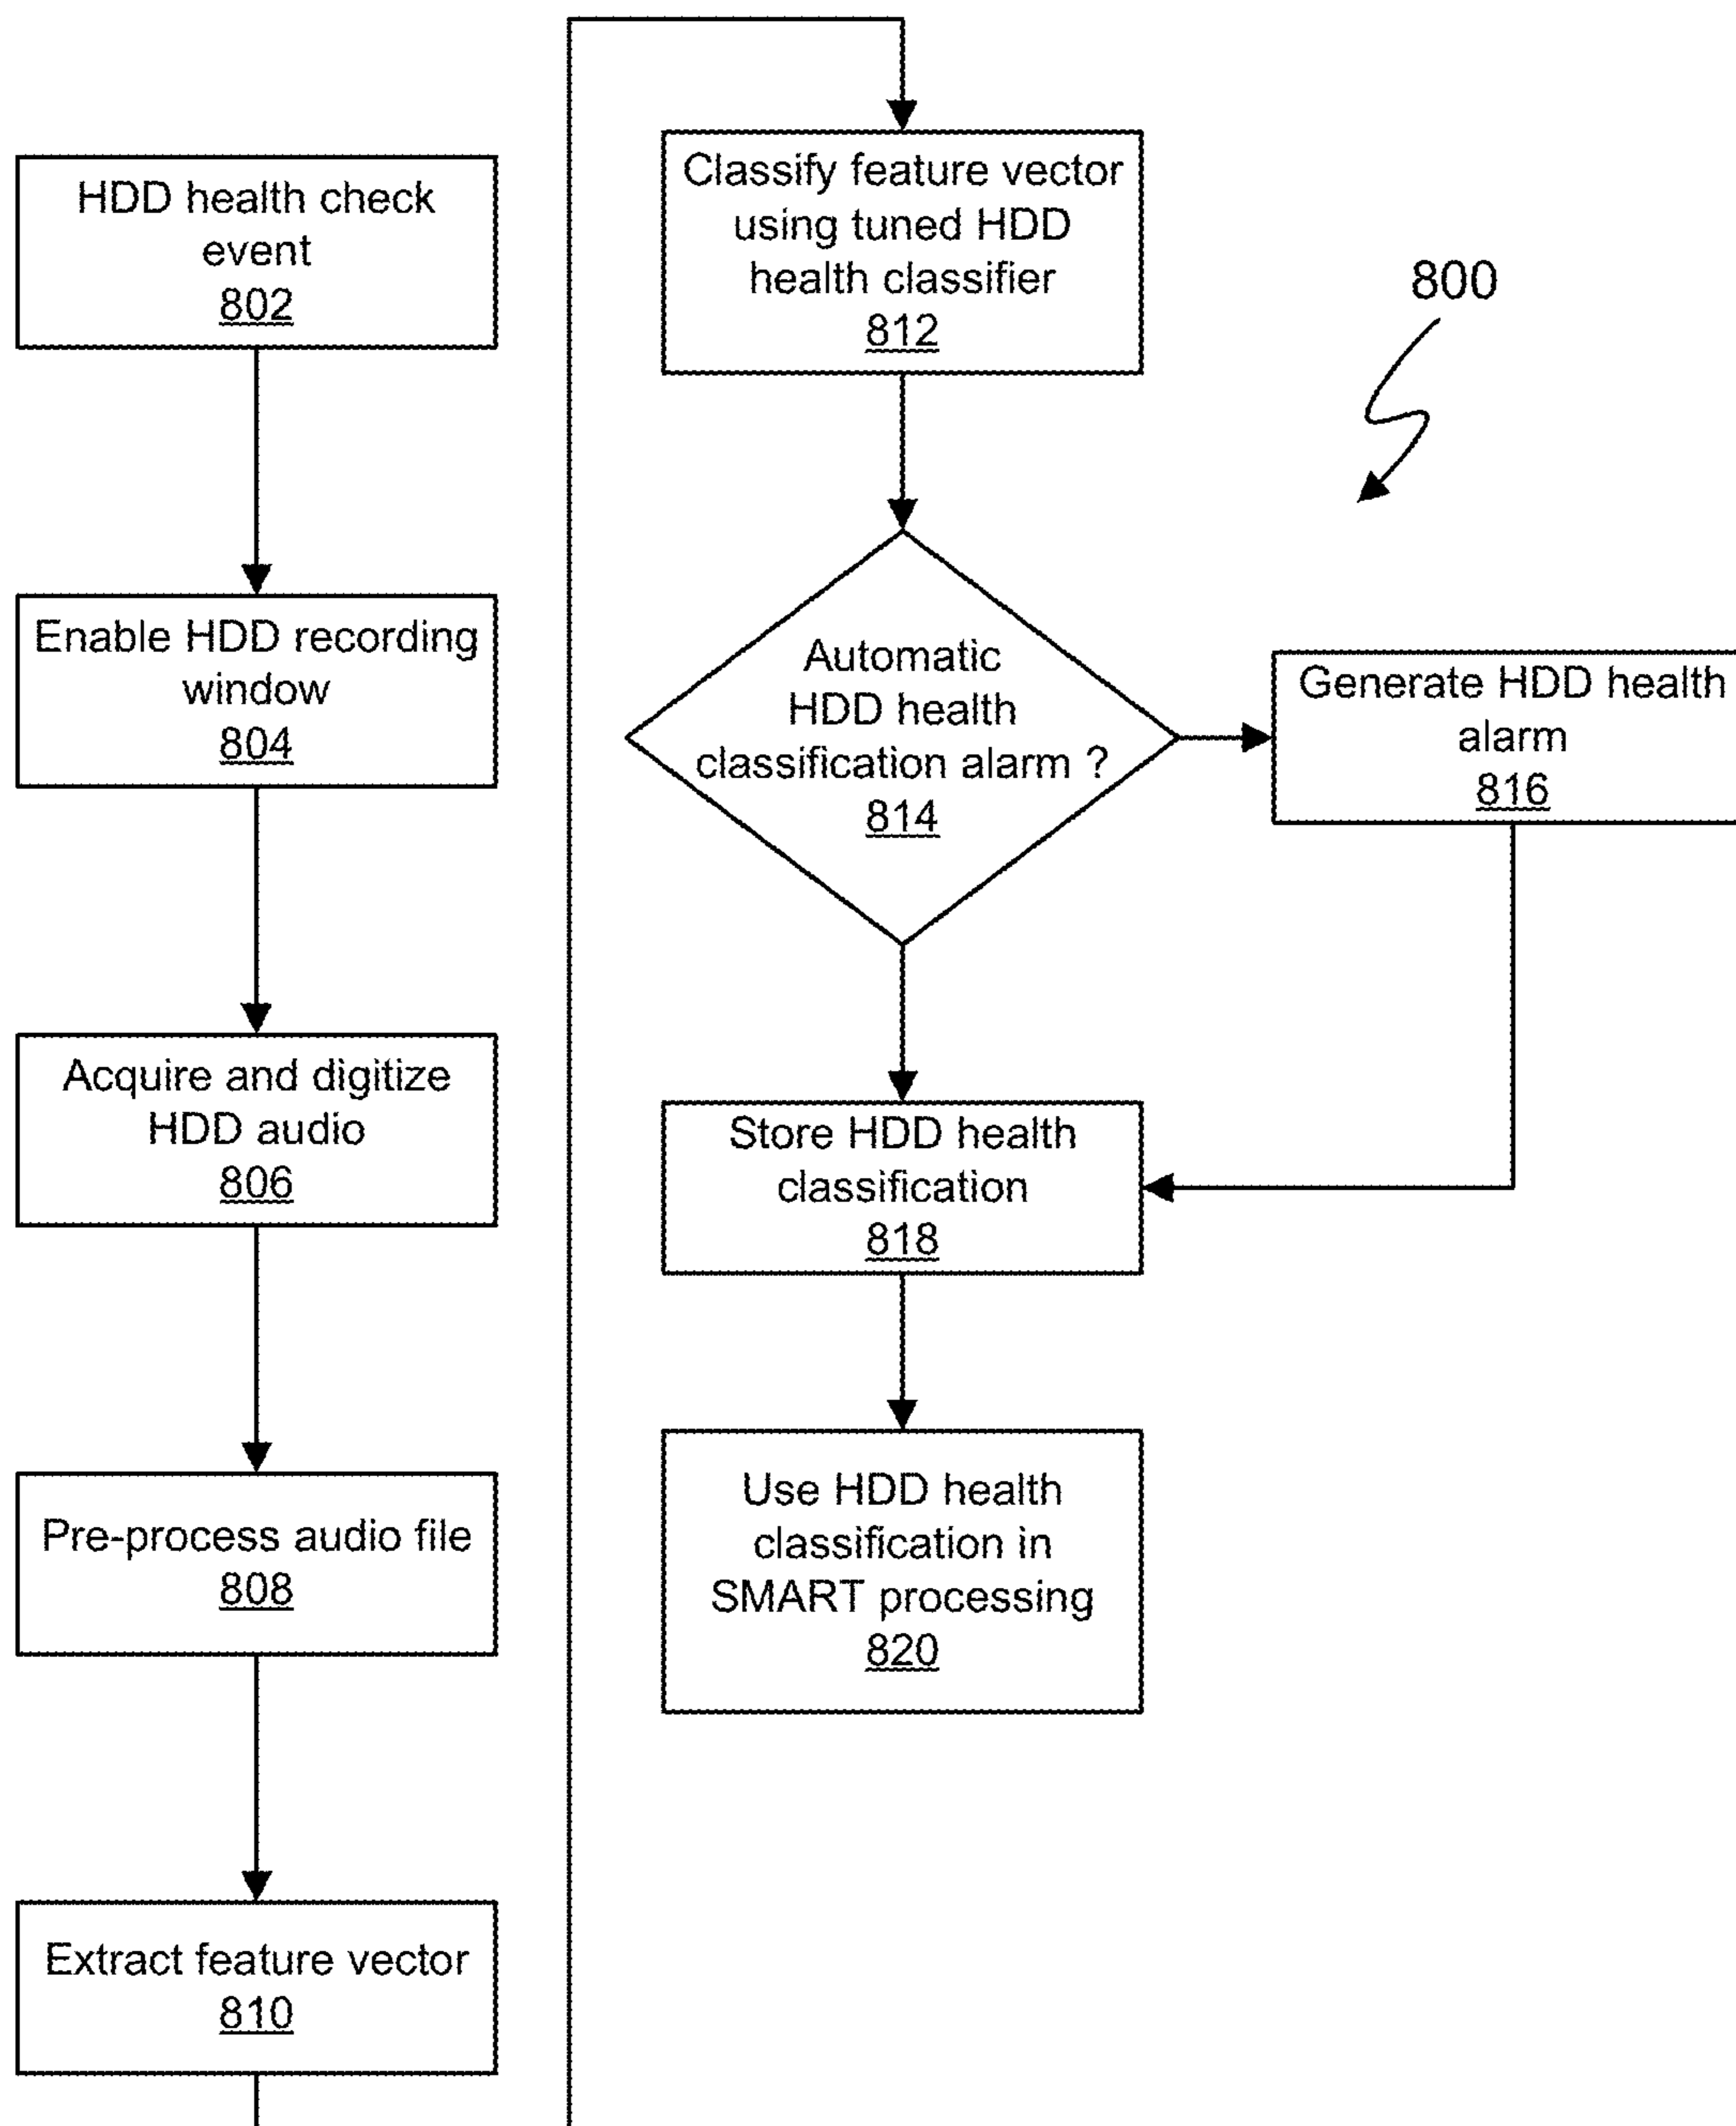 HDD health check
event
802
Enable HDD recording
window
804
Acquire and digitize
HDD audio
806
Pre-process audio file
808
Extract feature vector
810
Classify feature vector
using tuned HDD
health classifier
812
800
Automatic
HDD health
classification alarm ?
814
Generate HDD health
alarm
816
Store HDD health
classification
818
Use HDD health
classification in
SMART processing
820